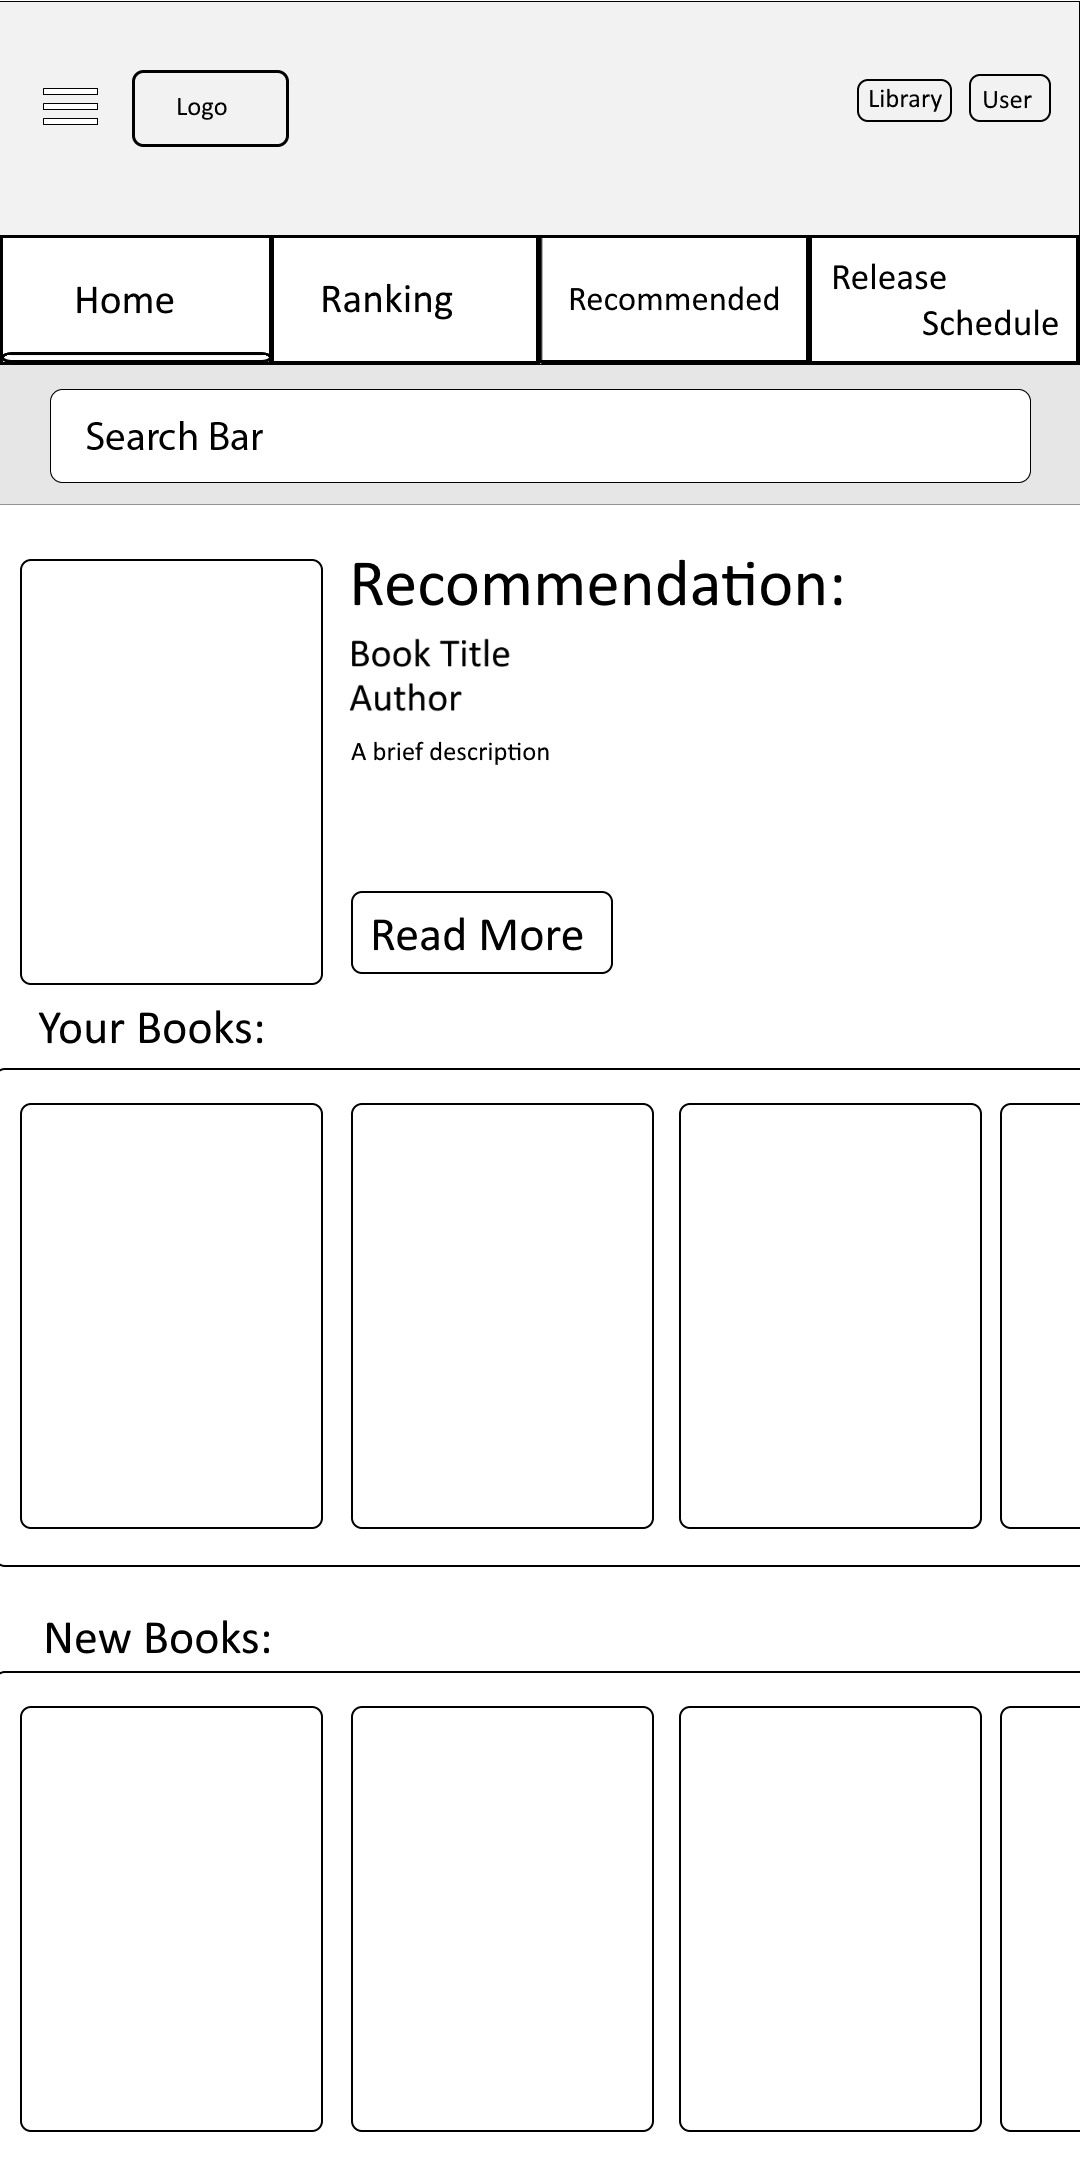 Logo
Library
User
Home
Ranking
Recommended
Release
Schedule
Search Bar
Recommendation:
Book Title
Author
A brief description
Read More
Your Books:
New Books: